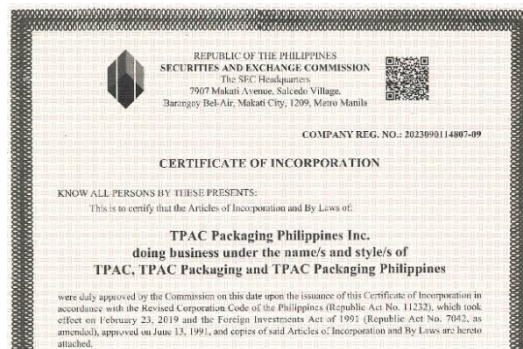 REPUBLIC OF THE PHILIPPINES
SECURITIES AND EXCHANGE COMMISSION
The SEC Headquarters
7907 Makati Avenue, Salcedo Village,
Barangay Bel-Air, Makati City, 1209, Metro Manila
COMPANY REG. NO.: 2023090114807-09
CERTIFICATE OF INCORPORATION
KNOW ALL PERSONS BY THESE PRESENTS:
This is to certify that the Articles of Incorporation and By Laws of:
TPAC Packaging Philippines Inc.
doing business under the name/s and style/s of
TPAC, TPAC Packaging and TPAC Packaging Philippines
were duly approved by the Commission on this date upon the issuance of this Certificate of Incorporation in
accordance with the Revised Corporation Code of the Philippines (Republic Act No. 11232), which took
effect on February 23, 2019 and the Foreign Investments Act of 1991 (Republic Act No. 7042, as
amended), approved on June 13, 1991, and copies of said Articles of Incorporation and By Laws are hereto
attached.